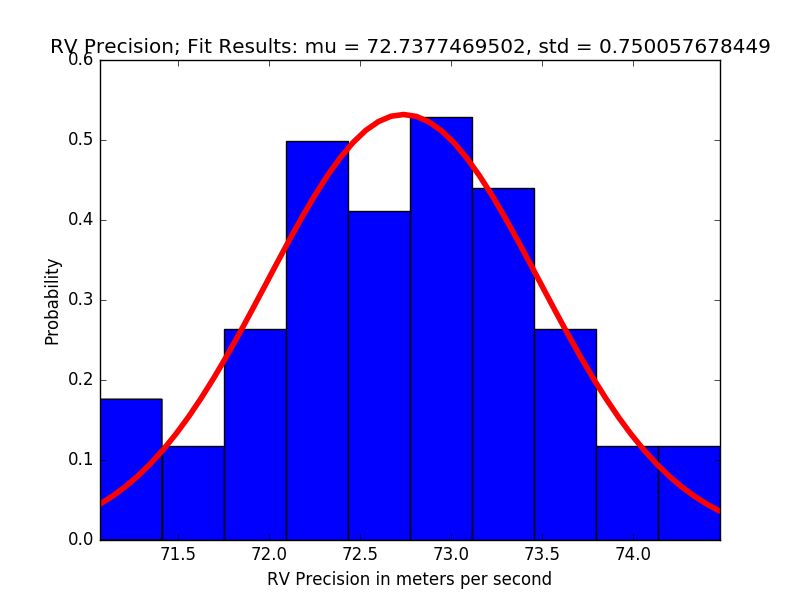 RV Precision; Fit Results: mu = 72.7377469502, std = 0.750057678449
0.6
0.5
0.4
0.3
0.2
0.1
0.0
Probability
71.5 72.0 72.5 73.0 73.5 74.0
RV Precision in meters per second